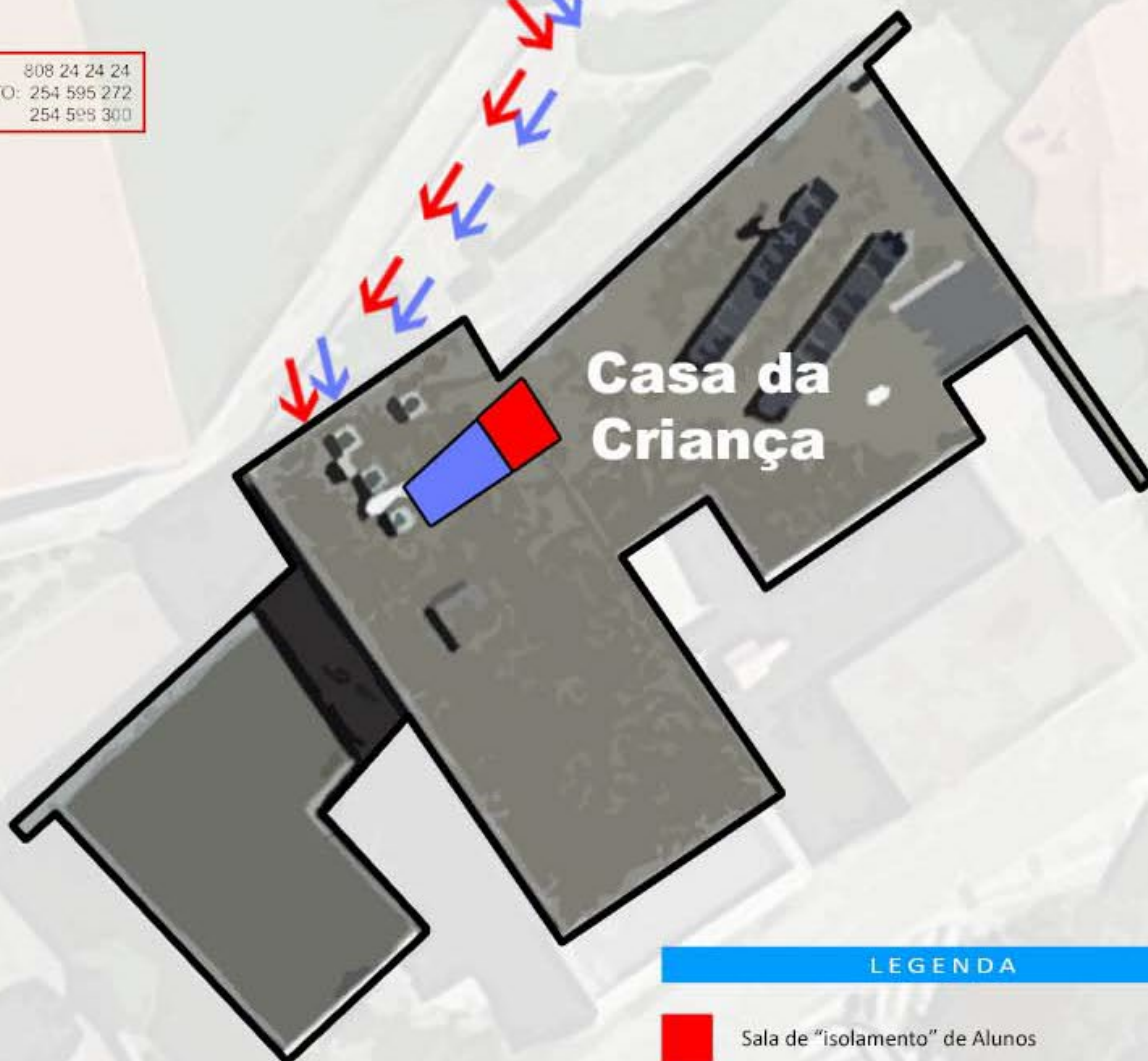 808 24 24 24
TO: 254 595 272
254 595 300
Casa da
Criança
LEGENDA
Sala de "isolamento" de Alunos